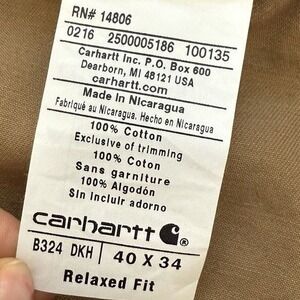 RN# 14806
0216 2500005186 100135
Carhartt Inc. P.O. Box 600
Dearborn, MI 48121 USA
carhartt.com
Made in Nicaragua
Fabriqué au Nicaragua. Hecho en Nicaragua
100% Cotton
Exclusive of trimming
100% Coton
Sans garniture
100% Algodón
Sin incluir adorno
carhartt ®
B324 DKH 40 X 34
Relaxed Fit